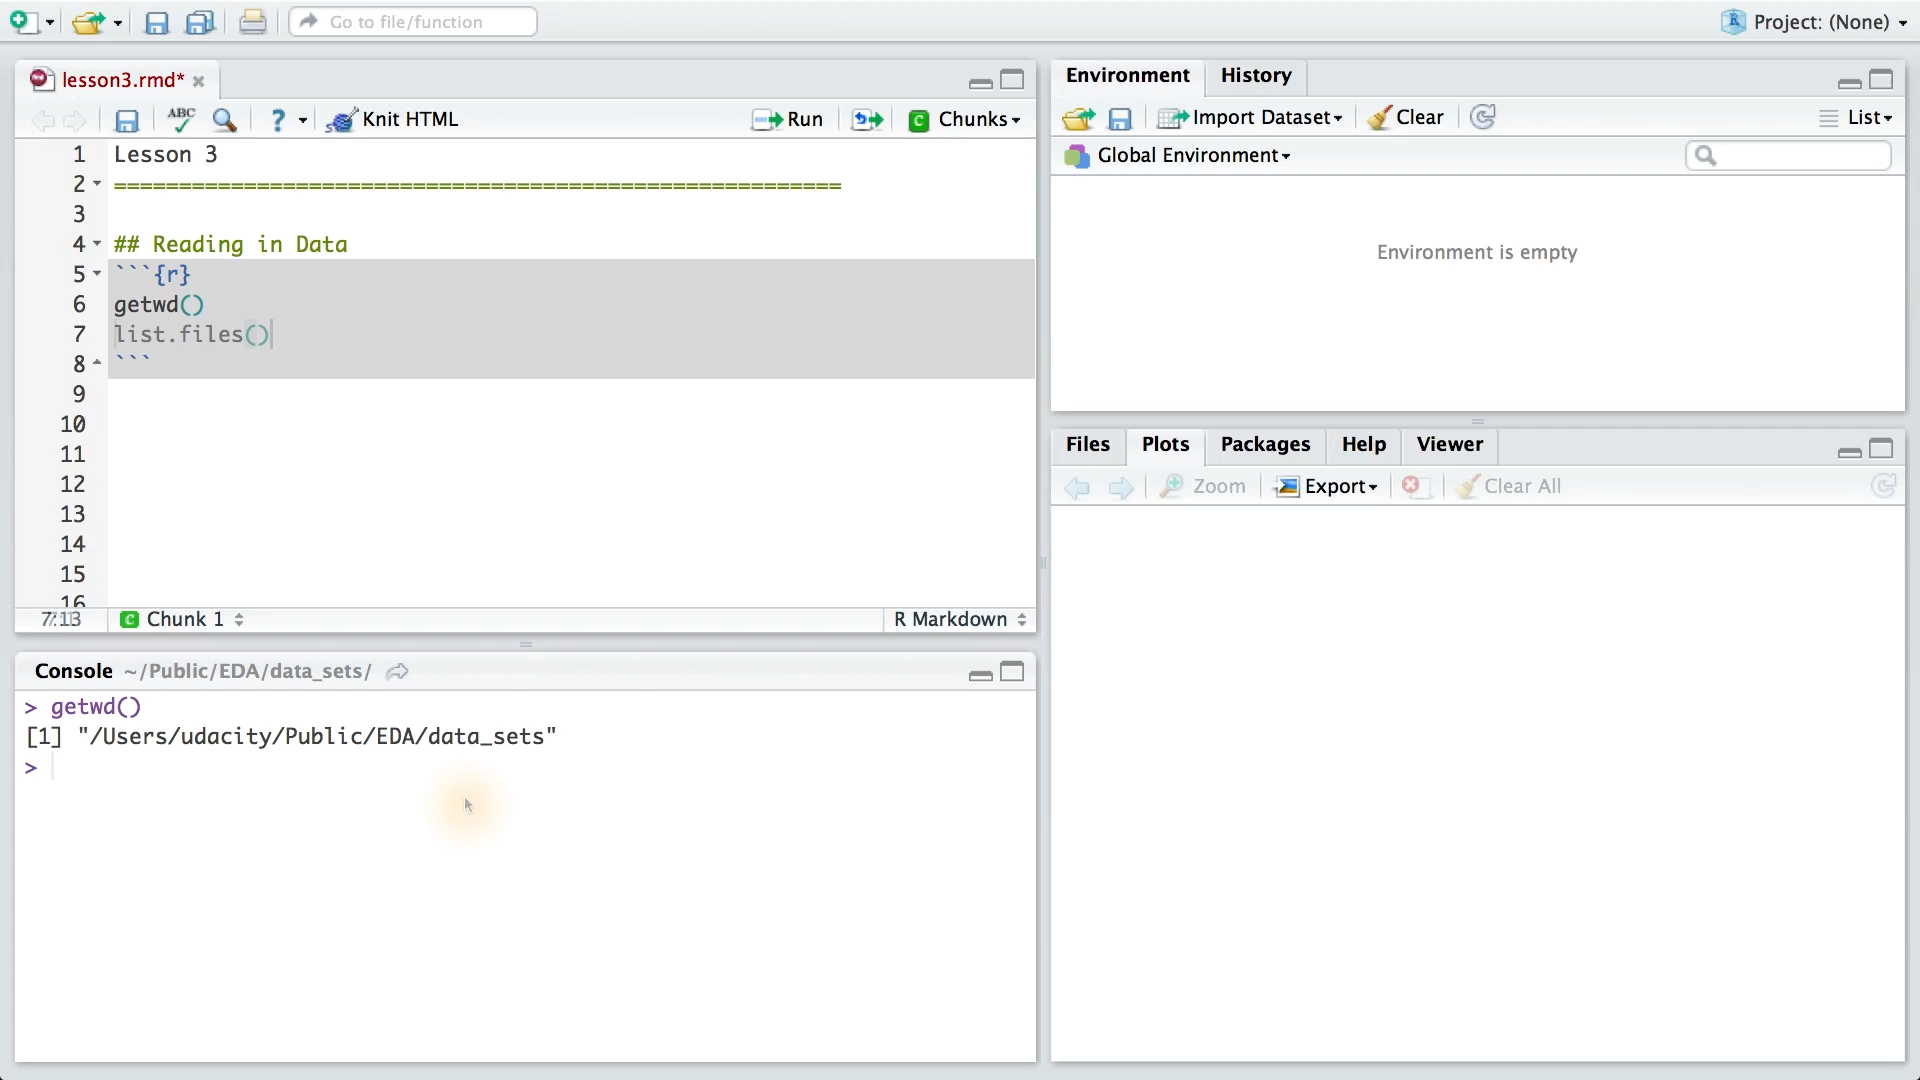 Go to file/function
Project: (None)
lesson3.rmd*
ABC
?
Knit HTML
Run
Chunks
1 Lesson 3
2 =========================================================
3
4 ## Reading in Data
5 ```{r}
6 getwd()
7 list.files()
8 ```
9
10
11
12
13
14
15
16
Chunk 1
R Markdown
Console ~/Public/EDA/data_sets/
> getwd()
[1] "/Users/udacity/Public/EDA/data_sets"
>
Environment
History
Import Dataset
Clear
List
Global Environment
Environment is empty
Files
Plots
Packages
Help
Viewer
Zoom
Export
Clear All